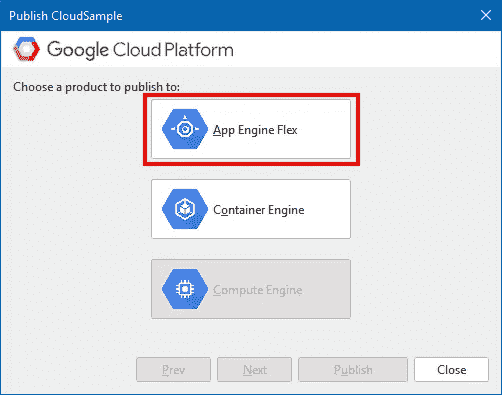 Publish CloudSample
Google Cloud Platform
Choose a product to publish to:
App Engine Flex
Container Engine
Compute Engine
Prev
Next
Publish
Close